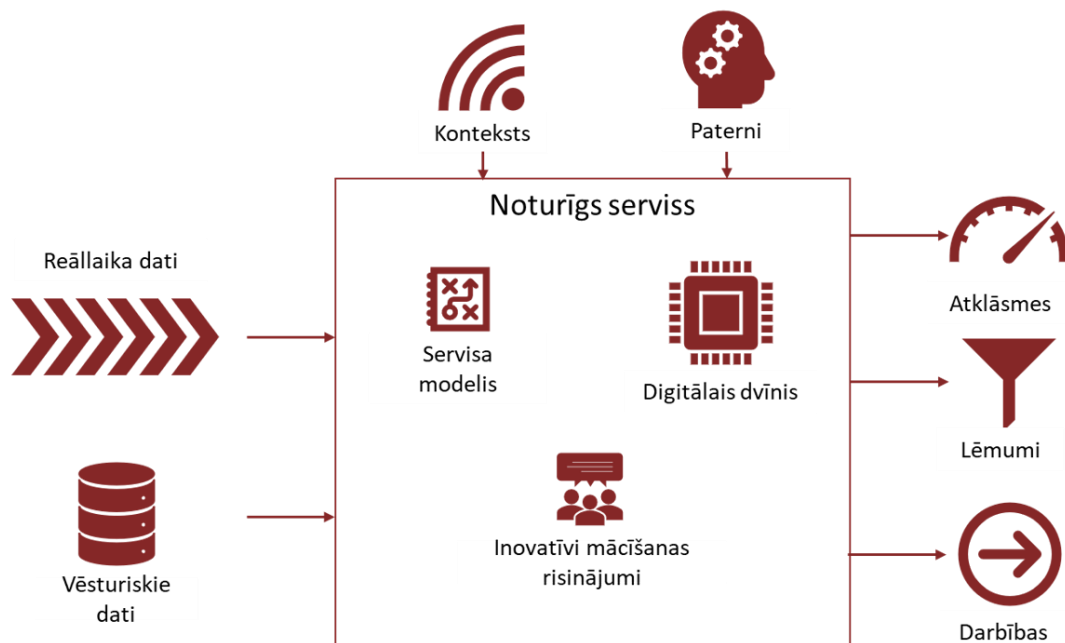 Konteksts
Paterni
Noturīgs serviss
Reāllaika dati
Servisa
modelis
Digitālais dvīnis
Atklāsmes
Lēmumi
Vēsturiskie
dati
Inovatīvi mācīšanas
risinājumi
Darbības